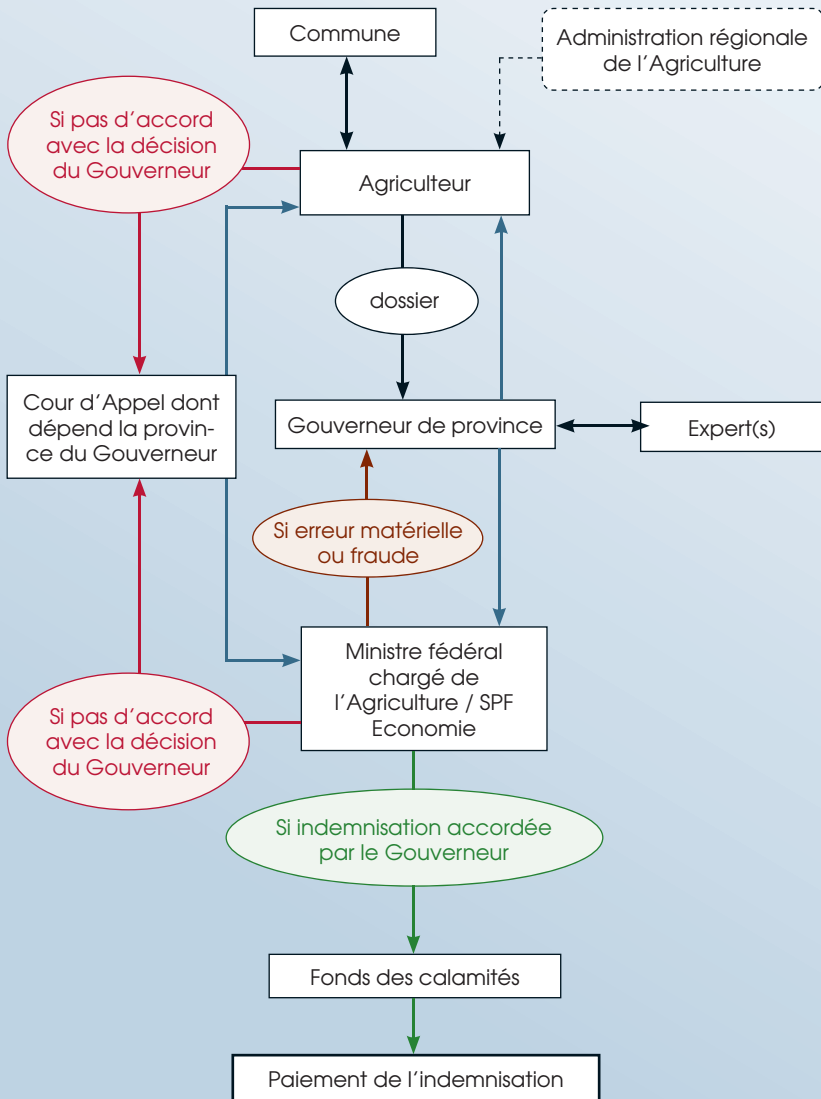 Commune
Administration régionale
de l'Agriculture
Si pas d'accord
avec la décision
du Gouverneur
Agriculteur
dossier
Cour d'Appel dont
dépend la provin-
ce du Gouverneur
Gouverneur de province
Expert(s)
Si erreur matérielle
ou fraude
Ministre fédéral
chargé de
l'Agriculture / SPF
Economie
Si pas d'accord
avec la décision
du Gouverneur
Si indemnisation accordée
par le Gouverneur
Fonds des calamités
Paiement de l'indemnisation